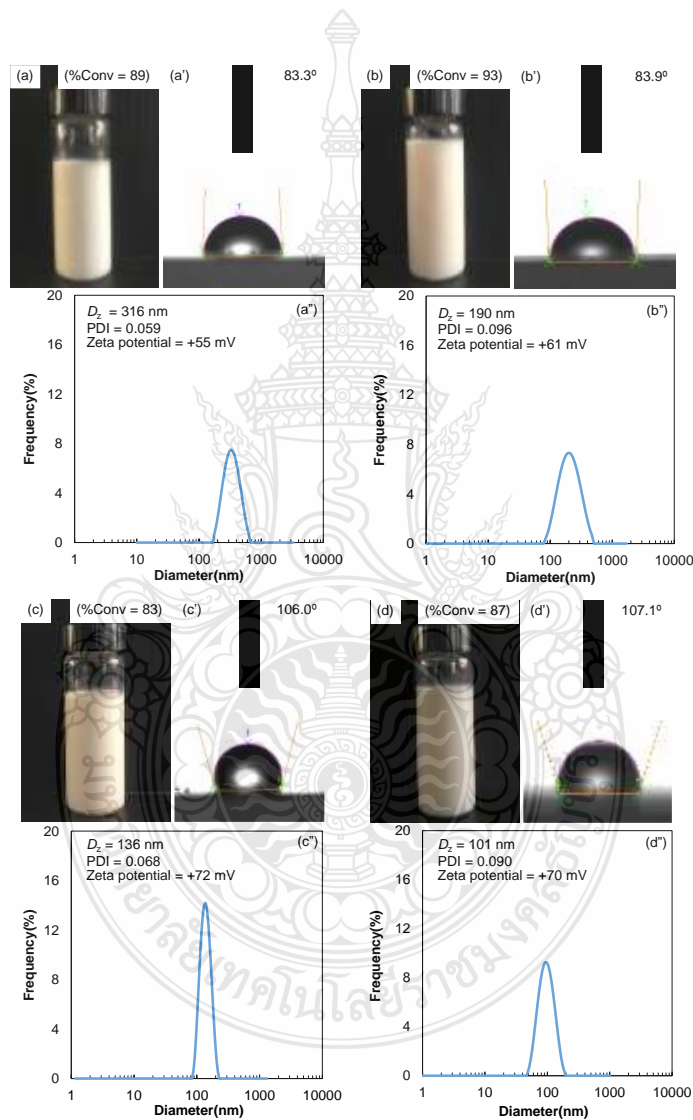 (a) (%Conv = 89) (a') 83.3º (b) (%Conv = 93) (b') 83.9º
20
16
12
8
4
0
Frequency(%)
D_z = 316 nm (a")
PDI = 0.059
Zeta potential = +55 mV
1 10 100 1000 10000
Diameter(nm)
20
16
12
8
4
0
Frequency(%)
D_z = 190 nm (b")
PDI = 0.096
Zeta potential = +61 mV
1 10 100 1000 10000
Diameter(nm)
(c) (%Conv = 83) (c') 106.0º (d) (%Conv = 87) (d') 107.1º
20
16
12
8
4
0
Frequency(%)
D_z = 136 nm (c")
PDI = 0.068
Zeta potential = +72 mV
1 10 100 1000 10000
Diameter(nm)
20
16
12
8
4
0
Frequency(%)
D_z = 101 nm (d")
PDI = 0.090
Zeta potential = +70 mV
1 10 100 1000 10000
Diameter(nm)